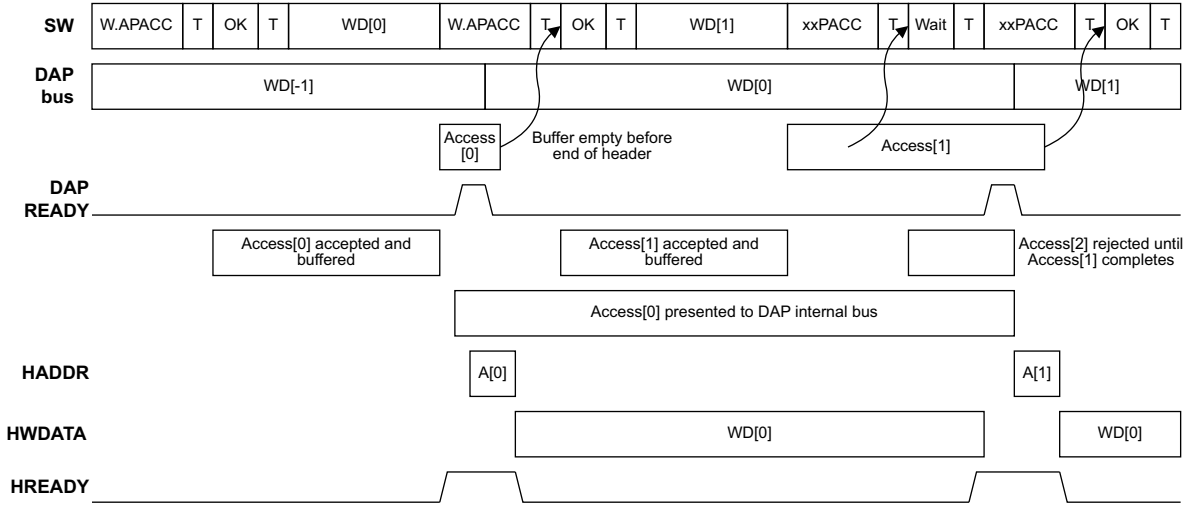 SW W.APACC T OK T WD[0] W.APACC T OK T WD[1] xxPACC T Wait T xxPACC T OK T
DAP
bus
WD[-1] WD[0] WD[1]
Access
[0]
Buffer empty before
end of header
Access[1]
DAP
READY
Access[0] accepted and
buffered
Access[1] accepted and
buffered
Access[2] rejected until
Access[1] completes
Access[0] presented to DAP internal bus
HADDR A[0] A[1]
HWDATA WD[0] WD[0]
HREADY